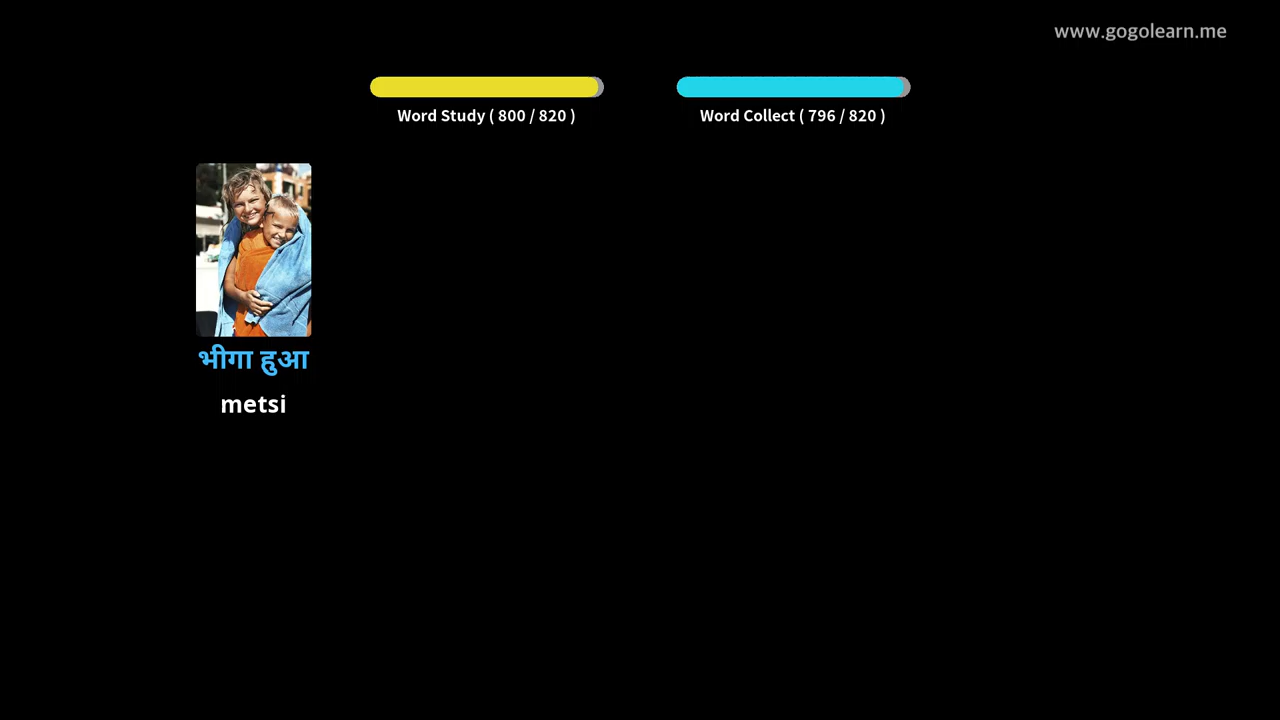 www.gogolearn.me
Word Study ( 800 / 820 )
Word Collect ( 796 / 820 )
भीगा हुआ
metsi